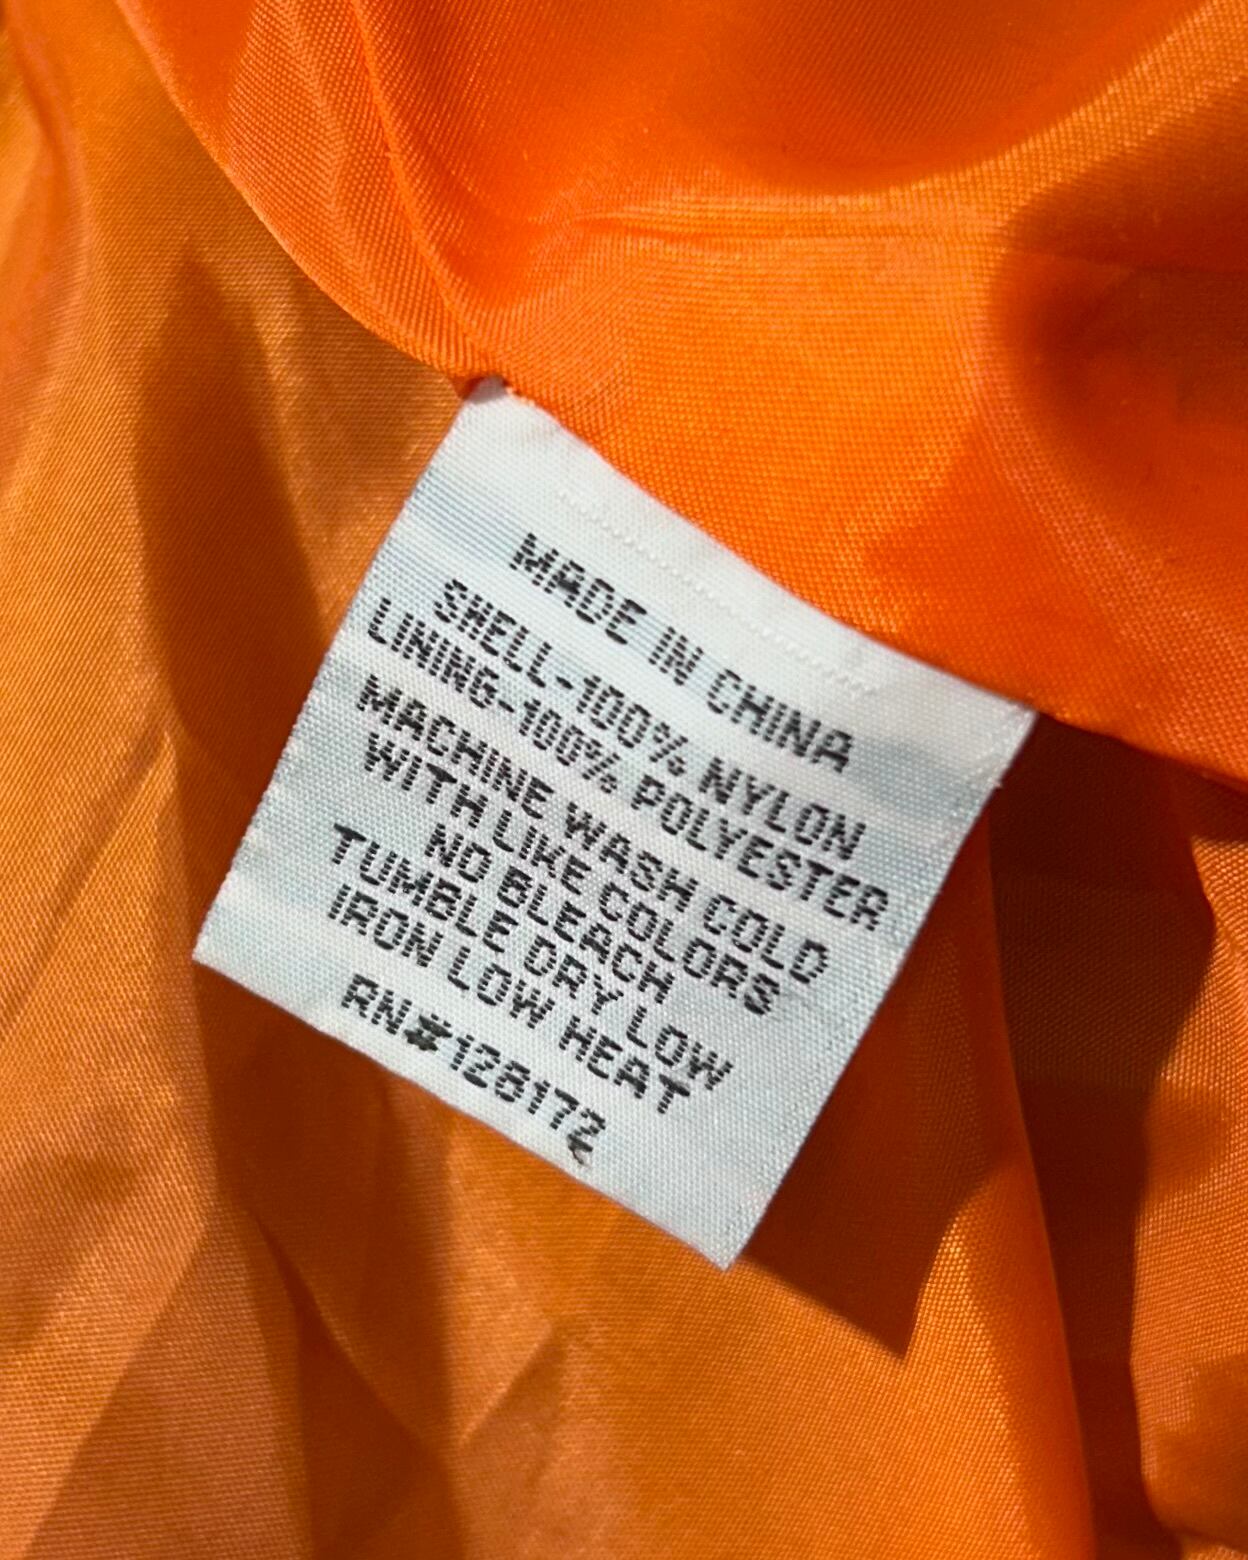 MADE IN CHINA
SHELL-100% NYLON
LINING-100% POLYESTER
MACHINE WASH COLD
WITH LIKE COLORS
NO BLEACH
TUMBLE DRY LOW
IRON LOW HEAT
RN#128172